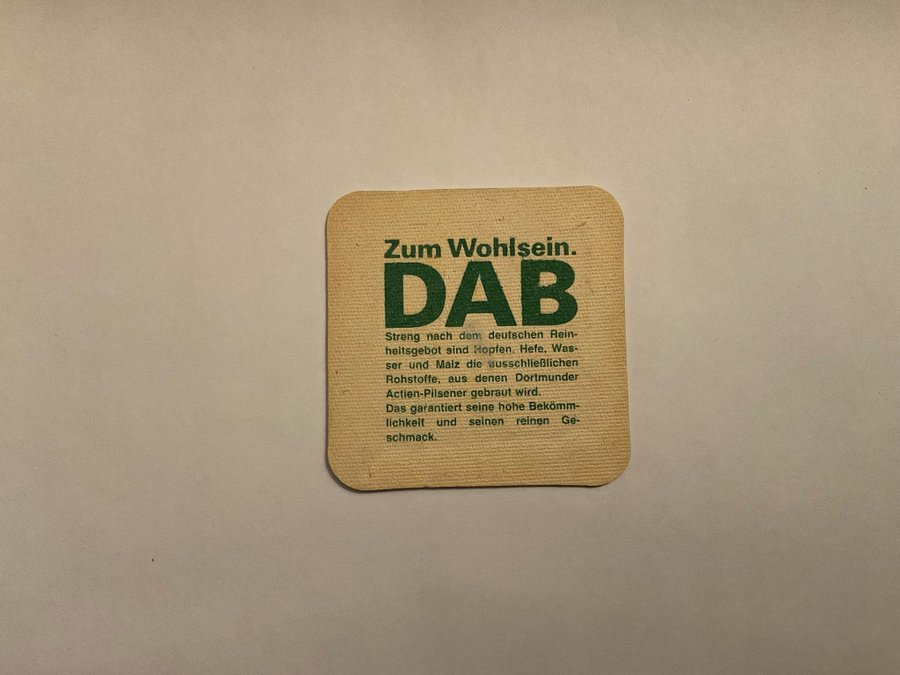 Zum Wohlsein.
DAB
Streng nach dem deutschen Rein-
heitsgebot sind Hopfen, Hefe, Was-
ser und Malz die ausschließlichen
Rohstoffe, aus denen Dortmunder
Actien-Pilsener gebraut wird.
Das garantiert seine hohe Bekömm-
lichkeit und seinen reinen Ge-
schmack.